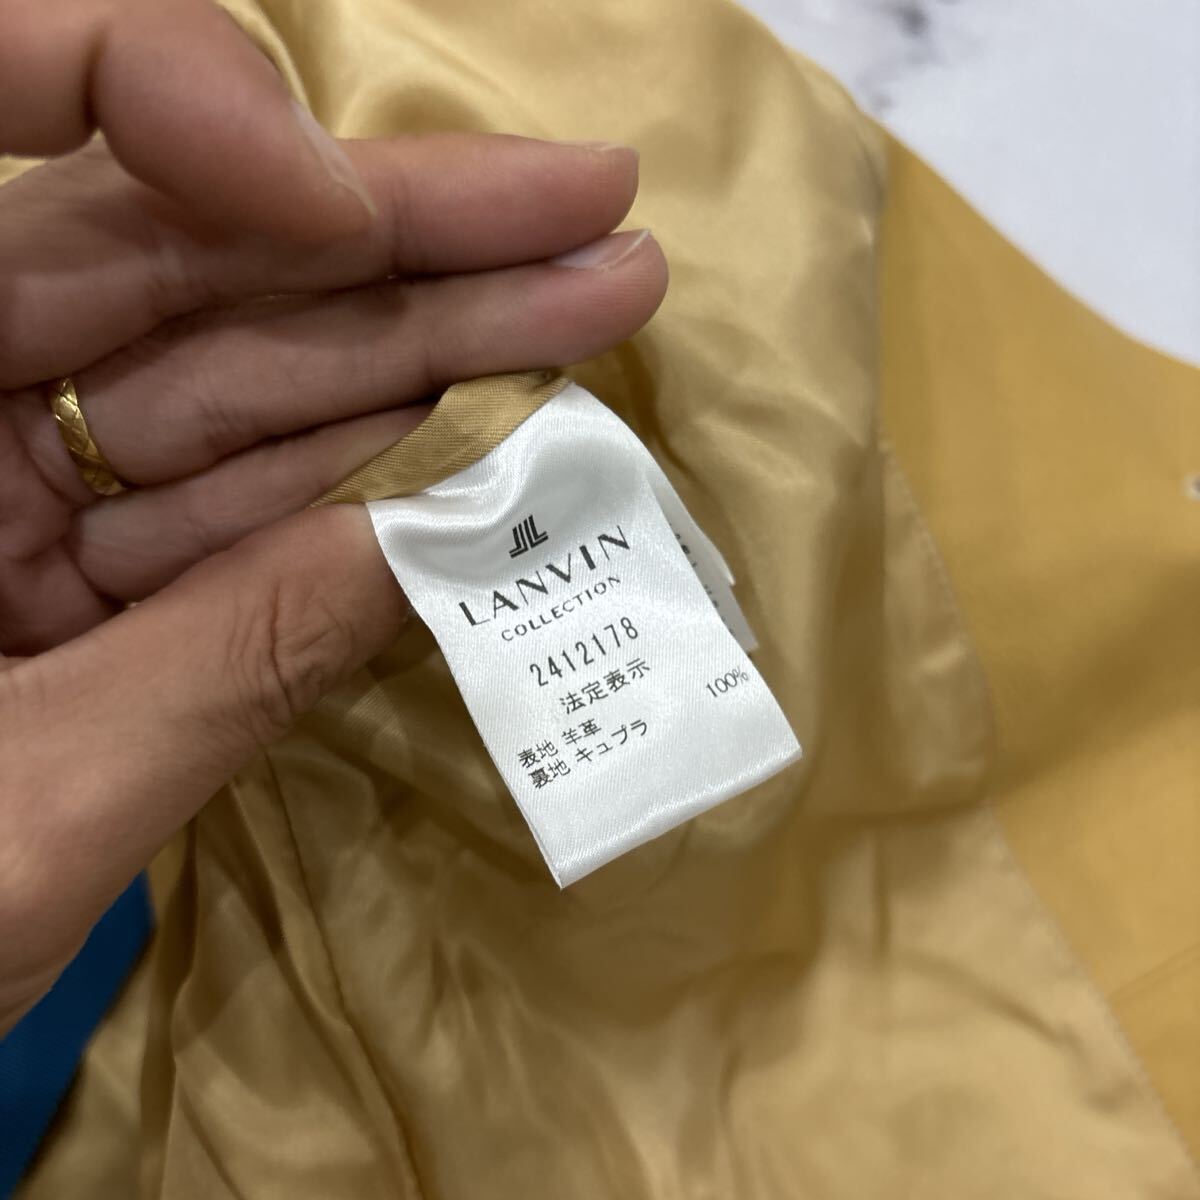 LANVIN
COLLECTION
2412178
法定表示
表地 羊革
裏地 キュプラ 100%